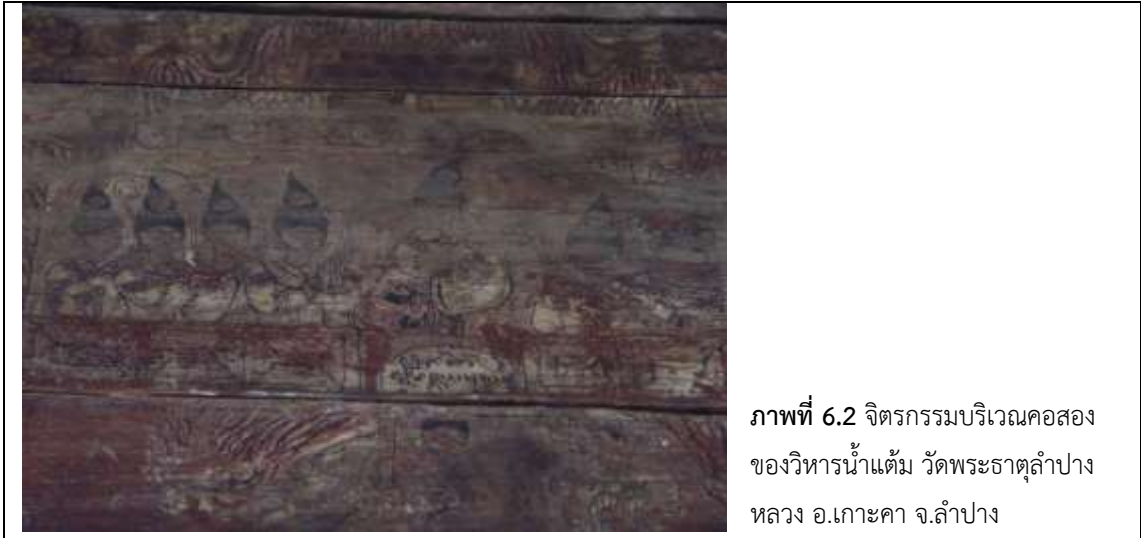 ภาพที่ 6.2 จิตรกรรมบริเวณคอสอง
ของวิหารน้ำแต้ม วัดพระธาตุลำปาง
หลวง อ.เกาะคา จ.ลำปาง